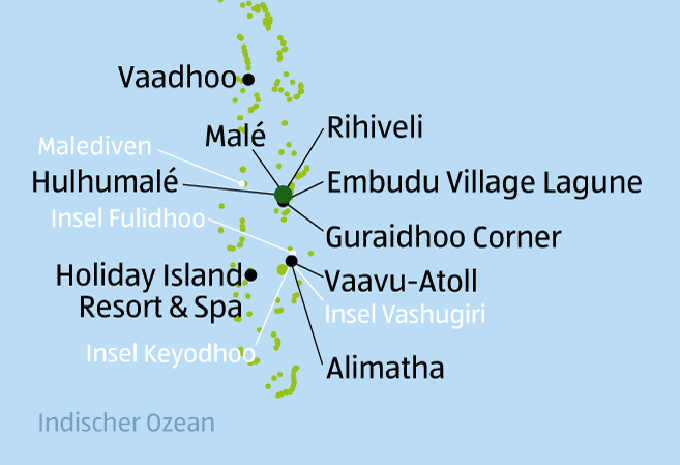 Vaadhoo
Malé
Rihiveli
Malediven
Hulhumalé
Embudu Village Lagune
Insel Fulidhoo
Guraidhoo Corner
Holiday Island
Resort & Spa
Vaavu-Atoll
Insel Vashugiri
Insel Keyodhoo
Alimatha
Indischer Ozean